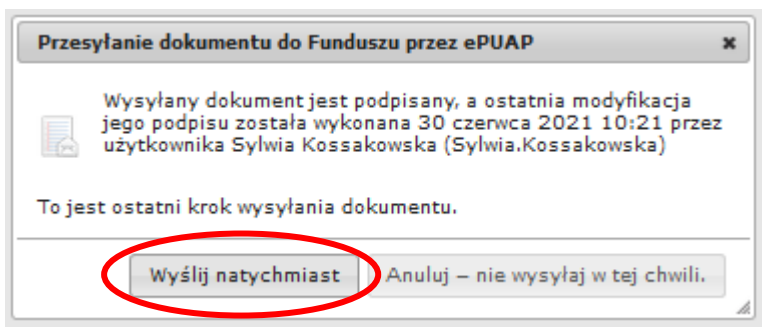 Przesyłanie dokumentu do Funduszu przez ePUAP
Wysyłany dokument jest podpisany, a ostatnia modyfikacja
jego podpisu została wykonana 30 czerwca 2021 10:21 przez
użytkownika Sylwia Kossakowska (Sylwia.Kossakowska)
To jest ostatni krok wysyłania dokumentu.
Wyślij natychmiast Anuluj – nie wysyłaj w tej chwili.